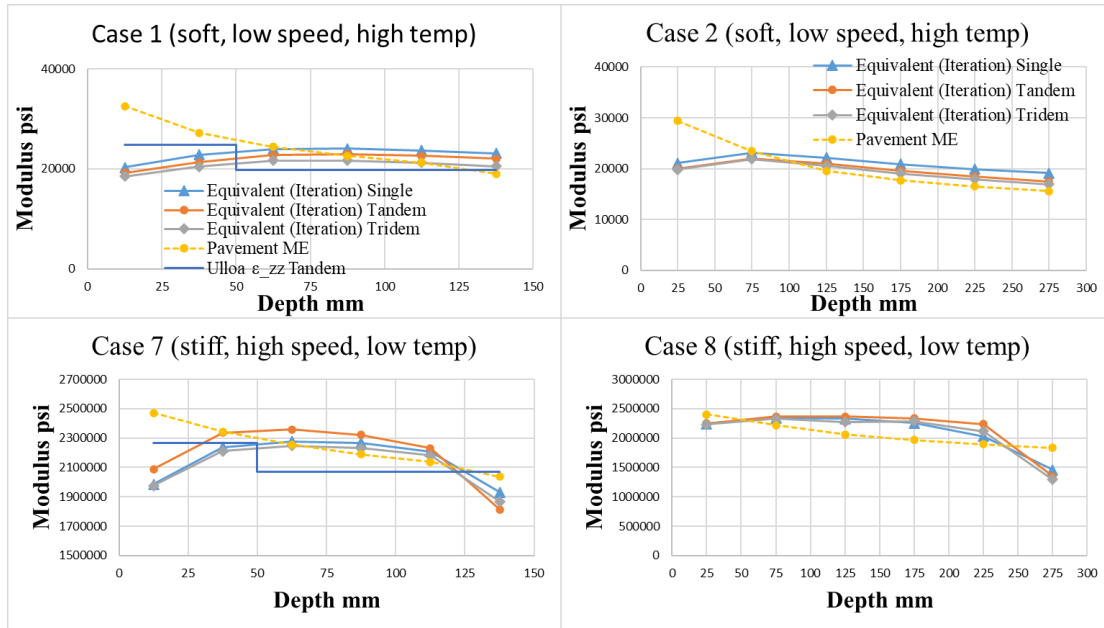 Case 1 (soft, low speed, high temp)
Modulus psi
40000
20000
0
Equivalent (Iteration) Single
Equivalent (Iteration) Tandem
Equivalent (Iteration) Tridem
Pavement ME
Ulloa ε_zz Tandem
0 25 50 75 100 125 150
Depth mm
Case 2 (soft, low speed, high temp)
Modulus psi
40000
30000
20000
10000
0
Equivalent (Iteration) Single
Equivalent (Iteration) Tandem
Equivalent (Iteration) Tridem
Pavement ME
0 25 50 75 100 125 150 175 200 225 250 275 300
Depth mm
Case 7 (stiff, high speed, low temp)
Modulus psi
2700000
2500000
2300000
2100000
1900000
1700000
1500000
0 25 50 75 100 125 150
Depth mm
Case 8 (stiff, high speed, low temp)
Modulus psi
3000000
2500000
2000000
1500000
1000000
500000
0
0 25 50 75 100 125 150 175 200 225 250 275 300
Depth mm